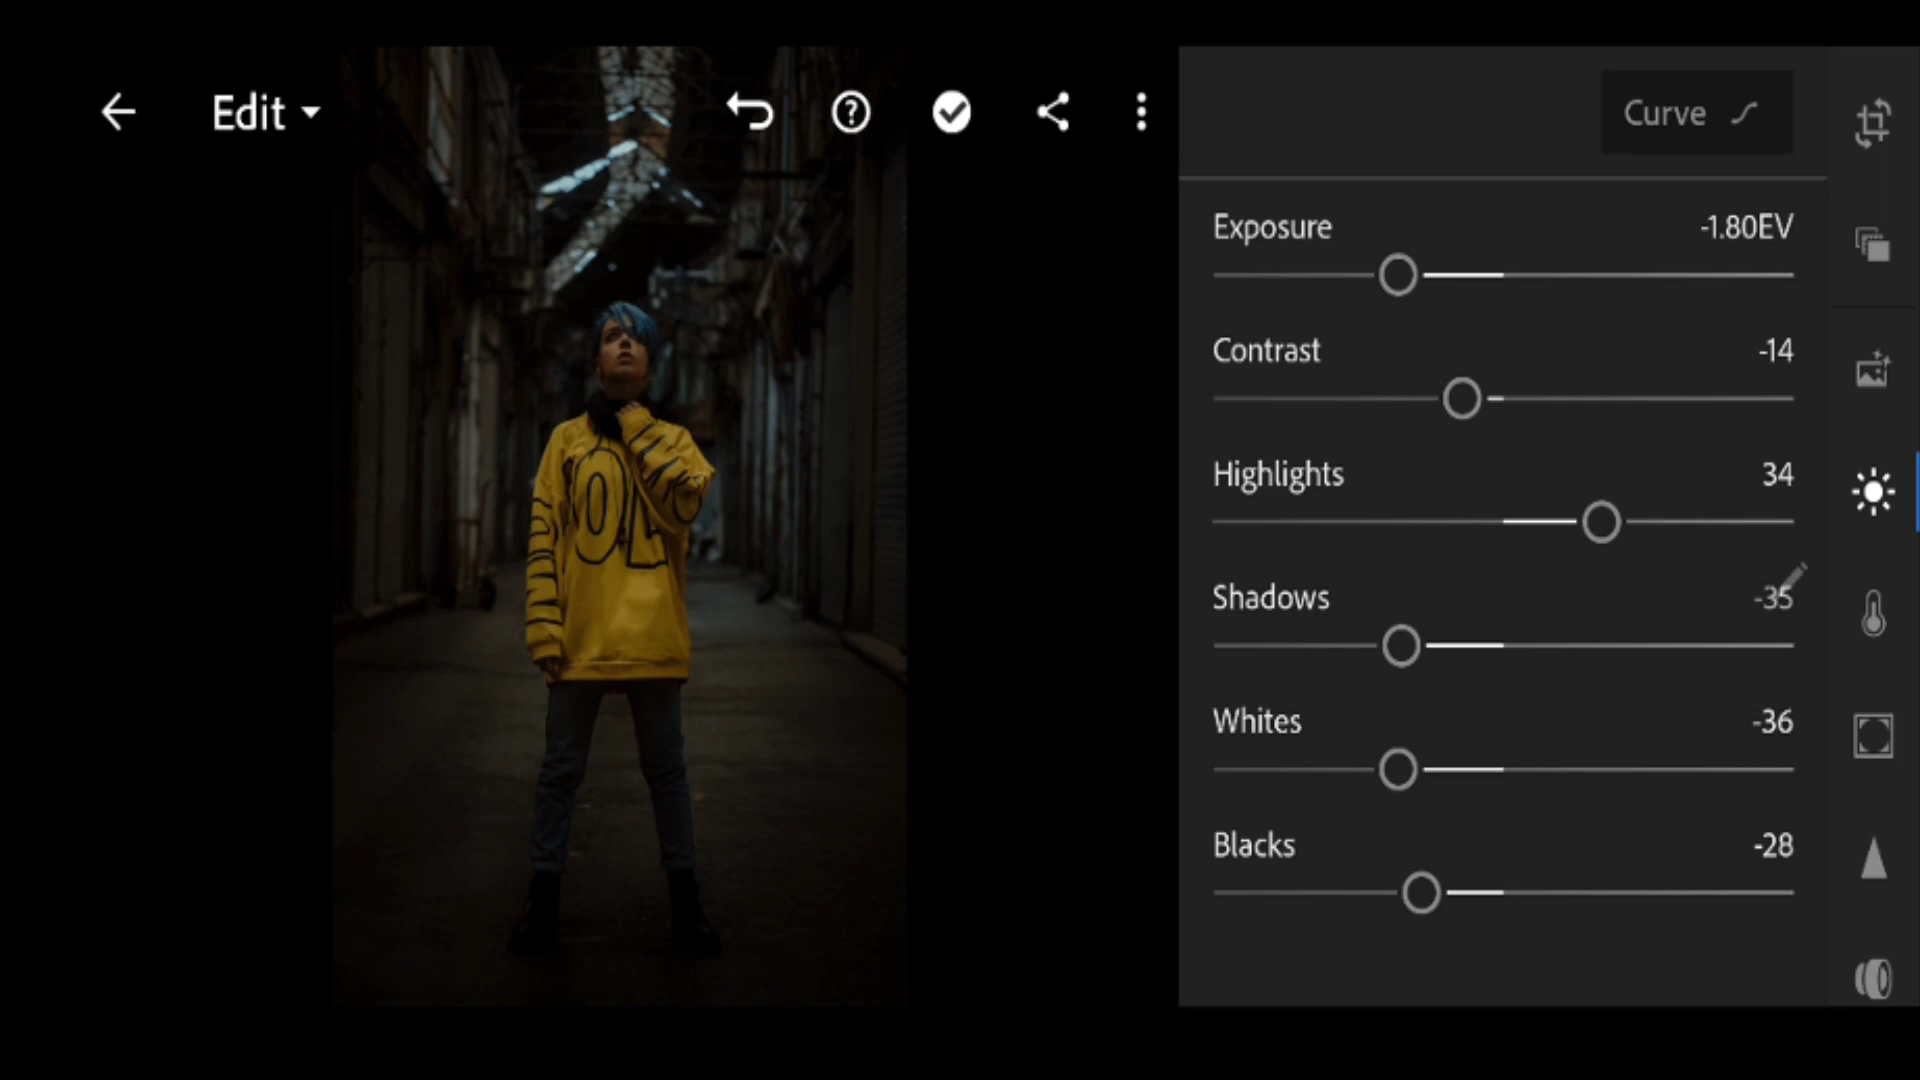 Edit
Curve
Exposure -1.80EV
Contrast -14
Highlights 34
Shadows -35
Whites -36
Blacks -28